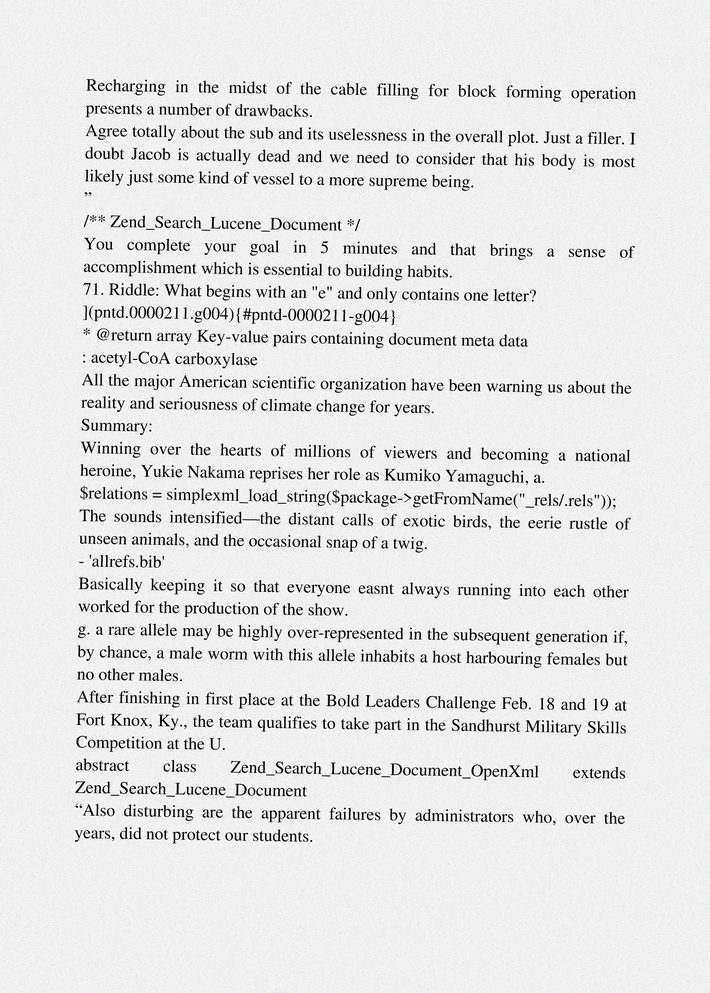 Recharging in the midst of the cable filling for block forming operation
presents a number of drawbacks.
Agree totally about the sub and its uselessness in the overall plot. Just a filler. I
doubt Jacob is actually dead and we need to consider that his body is most
likely just some kind of vessel to a more supreme being.
”
/** Zend_Search_Lucene_Document */
You complete your goal in 5 minutes and that brings a sense of
accomplishment which is essential to building habits.
71. Riddle: What begins with an "e" and only contains one letter?
](pntd.0000211.g004){#pntd-0000211-g004}
* @return array Key-value pairs containing document meta data
: acetyl-CoA carboxylase
All the major American scientific organization have been warning us about the
reality and seriousness of climate change for years.
Summary:
Winning over the hearts of millions of viewers and becoming a national
heroine, Yukie Nakama reprises her role as Kumiko Yamaguchi, a.
$relations = simplexml_load_string($package->getFromName("_rels/.rels"));
The sounds intensified—the distant calls of exotic birds, the eerie rustle of
unseen animals, and the occasional snap of a twig.
- 'allrefs.bib'
Basically keeping it so that everyone easnt always running into each other
worked for the production of the show.
g. a rare allele may be highly over-represented in the subsequent generation if,
by chance, a male worm with this allele inhabits a host harbouring females but
no other males.
After finishing in first place at the Bold Leaders Challenge Feb. 18 and 19 at
Fort Knox, Ky., the team qualifies to take part in the Sandhurst Military Skills
Competition at the U.
abstract class Zend_Search_Lucene_Document_OpenXml extends
Zend_Search_Lucene_Document
“Also disturbing are the apparent failures by administrators who, over the
years, did not protect our students.